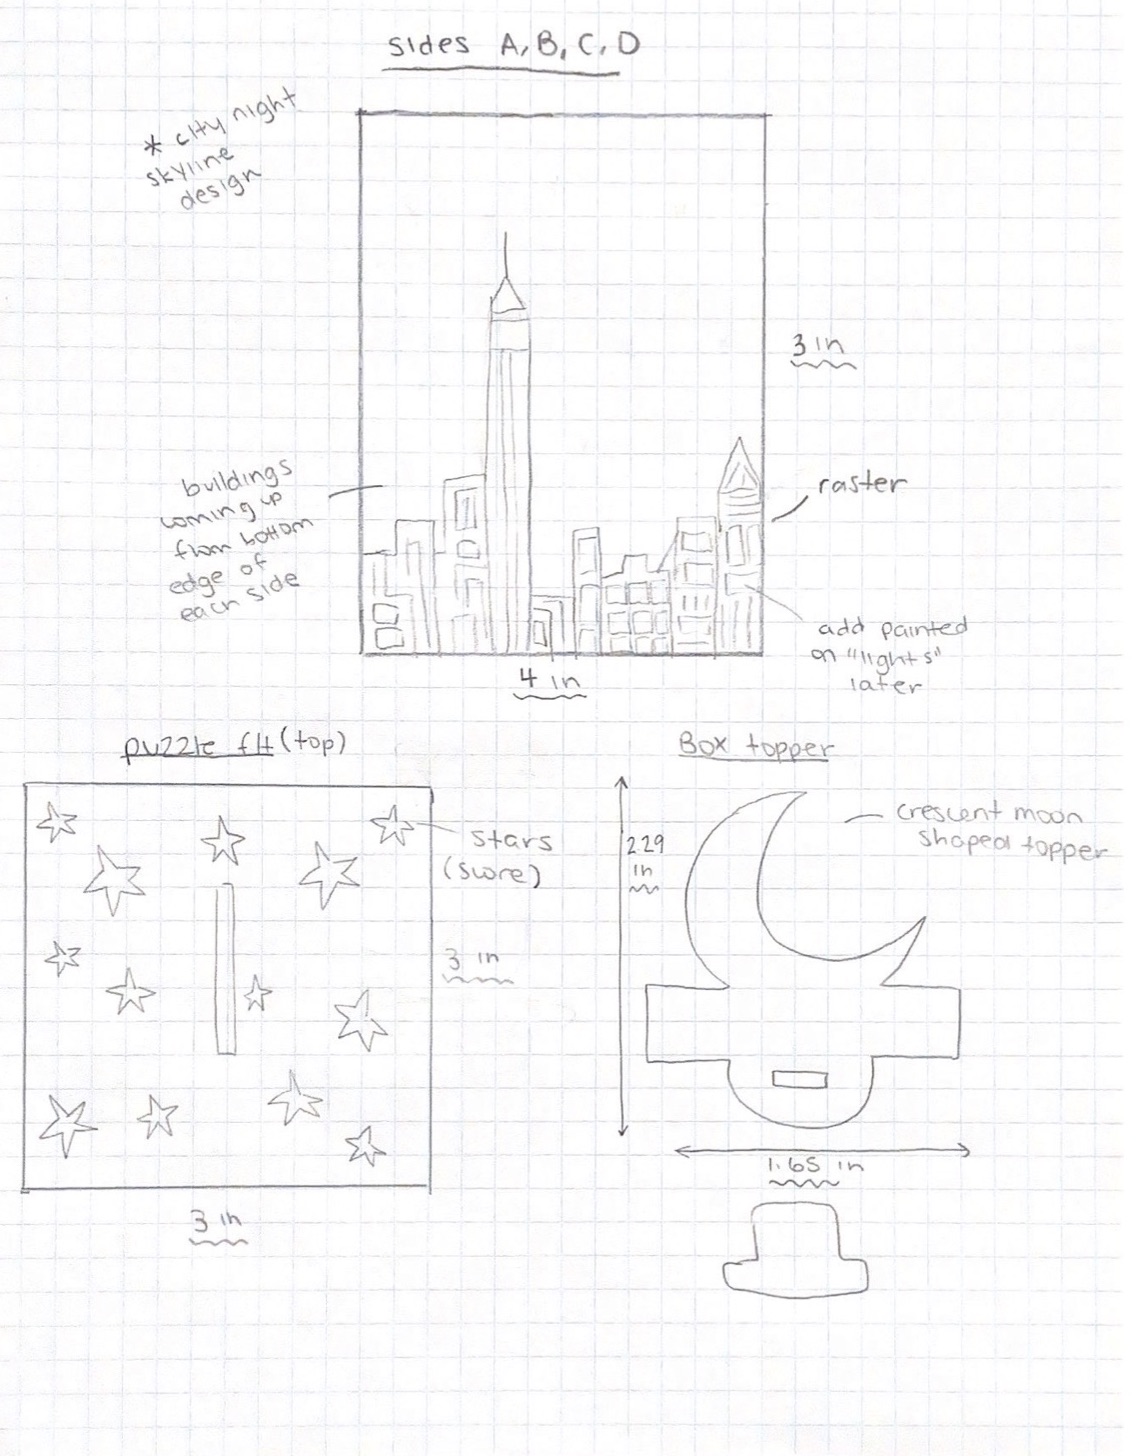 sides A, B, C, D
* city night
skyline
design
3 in
buildings
coming up
from bottom
edge of
each side
raster
add painted
on "lights"
later
4 in
puzzle fit (top)
stars
(score)
3 in
3 in
Box topper
crescent moon
shaped topper
2.29
in
1.65 in